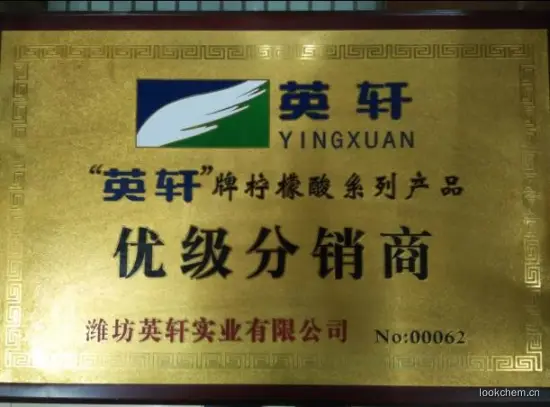 英轩
YINGXUAN
“英轩”牌柠檬酸系列产品
优级分销商
潍坊英轩实业有限公司 No:00062
lookchem.cn